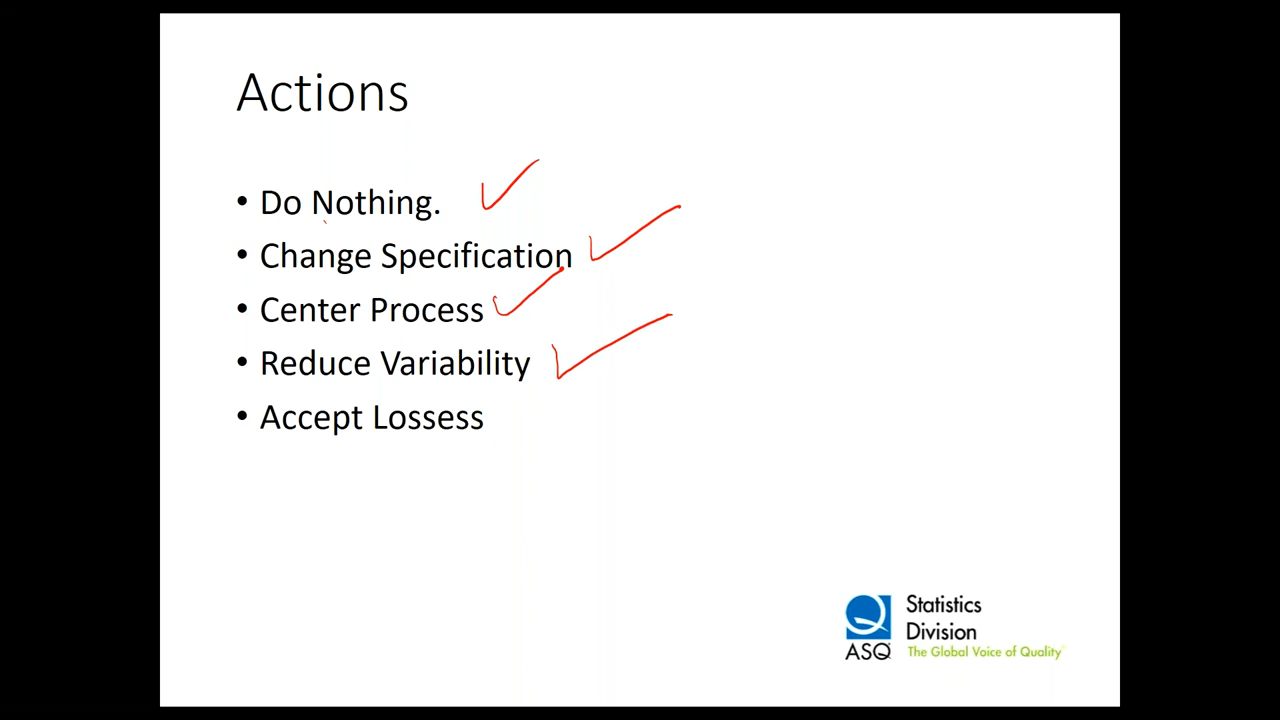 Actions
• Do Nothing.
• Change Specification
• Center Process
• Reduce Variability
• Accept Lossess
Statistics
Division
ASQ The Global Voice of Quality